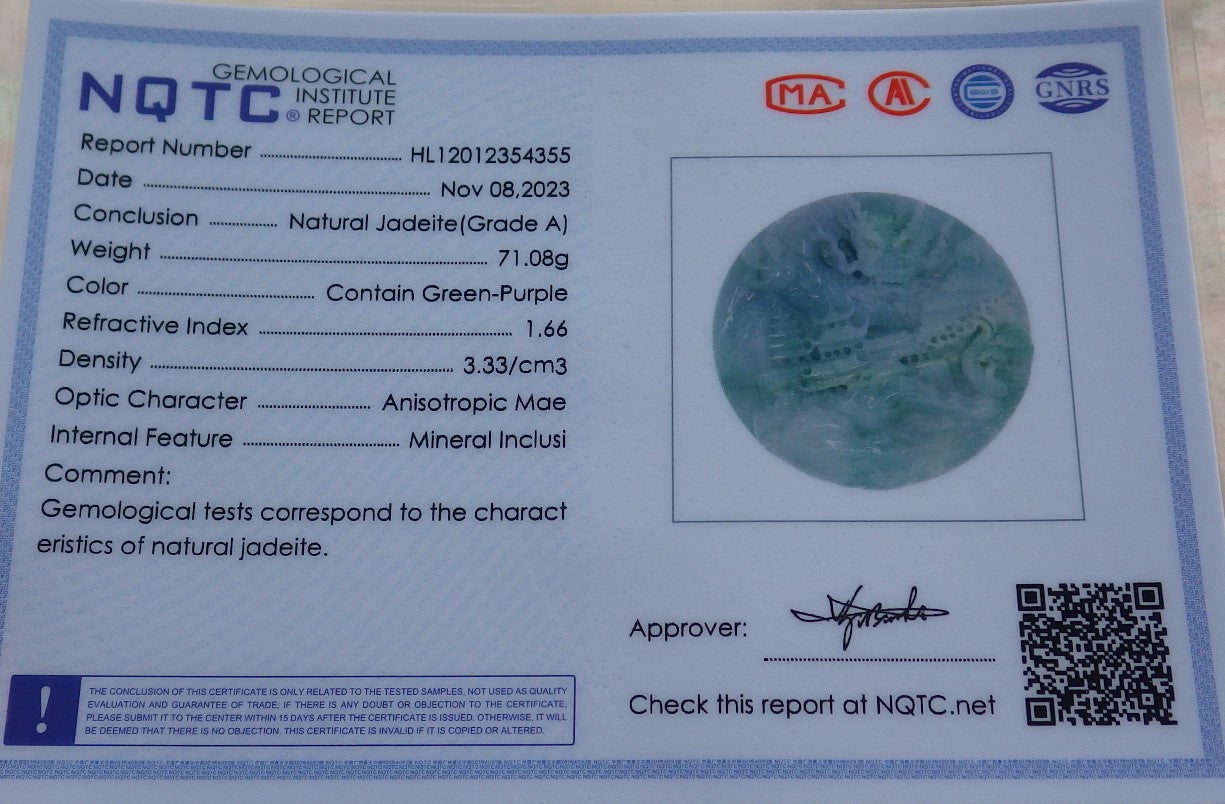 NQTC® GEMOLOGICAL
INSTITUTE
REPORT
MA
GWS
GNRS
Report Number ........ HL12012354355
Date ........ Nov 08,2023
Conclusion ........ Natural Jadeite(Grade A)
Weight ........ 71.08g
Color ........ Contain Green-Purple
Refractive Index ........ 1.66
Density ........ 3.33/cm3
Optic Character ........ Anisotropic Mae
Internal Feature ........ Mineral Inclusi
Comment:
Gemological tests correspond to the charact
eristics of natural jadeite.
Approver:
Check this report at NQTC.net
!
THE CONCLUSION OF THIS CERTIFICATE IS ONLY RELATED TO THE TESTED SAMPLES, NOT USED AS QUALITY
EVALUATION AND GUARANTEE OF TRADE; IF THERE IS ANY DOUBT OR OBJECTION TO THE CERTIFICATE,
PLEASE SUBMIT IT TO THE CENTER WITHIN 15 DAYS AFTER THE CERTIFICATE IS ISSUED. OTHERWISE, IT WILL
BE DEEMED THAT THERE IS NO OBJECTION. THIS CERTIFICATE IS INVALID IF IT IS COPIED OR ALTERED.